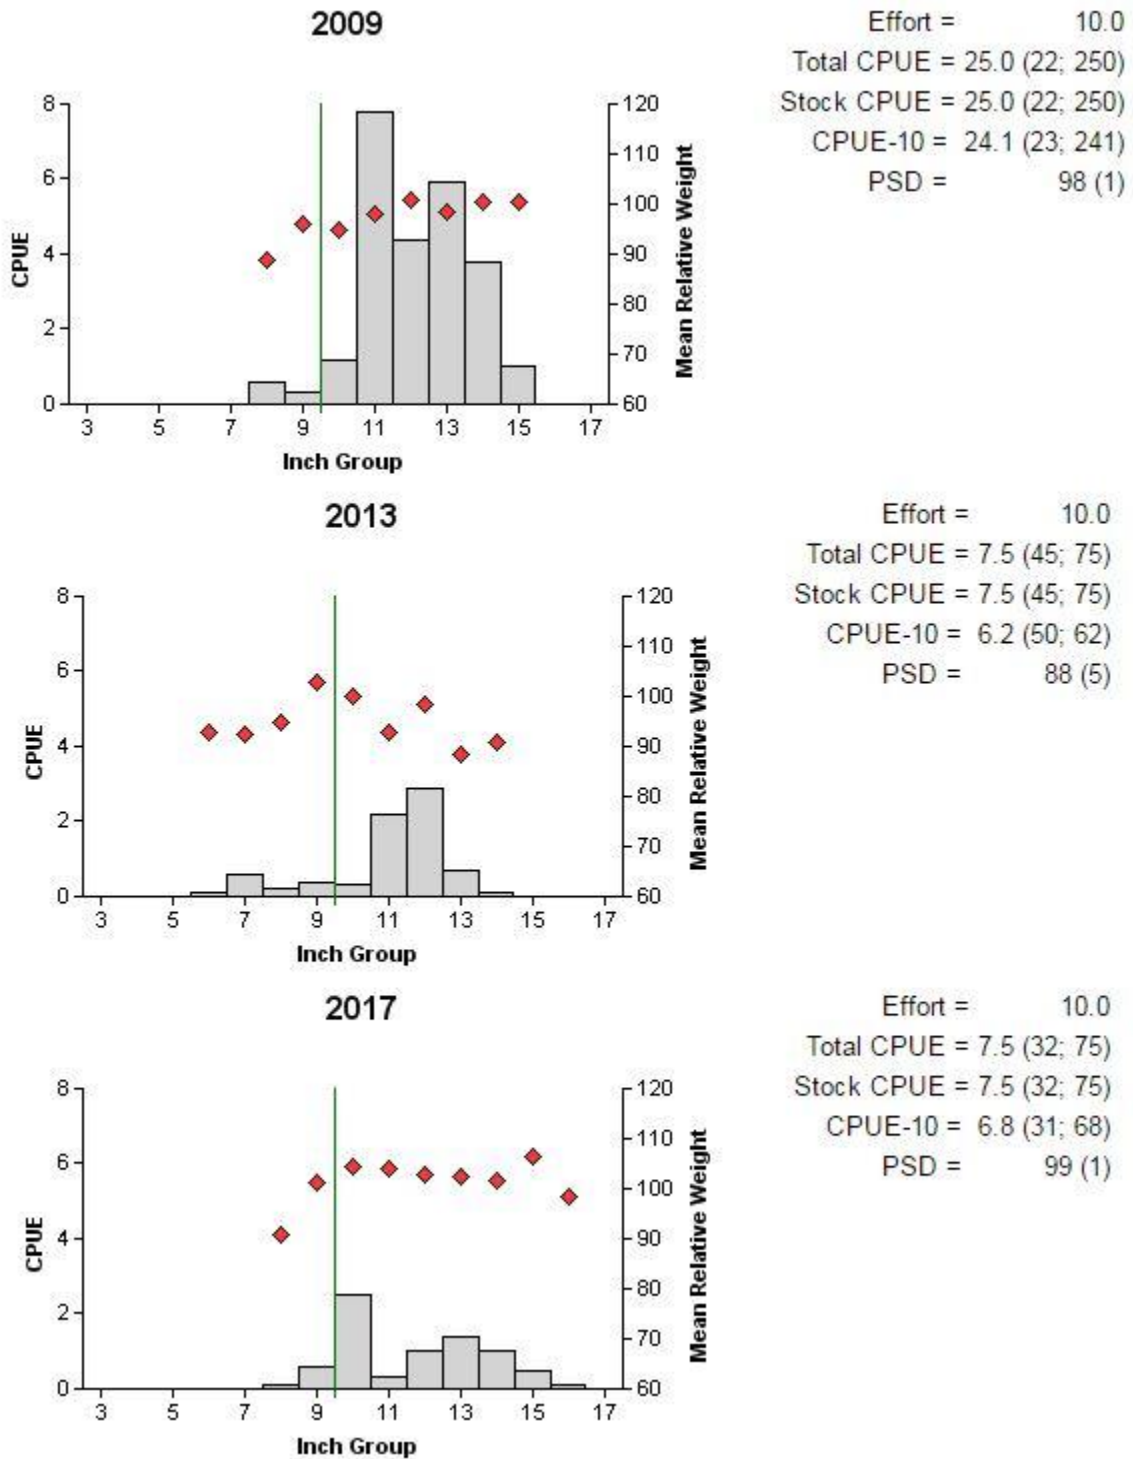 2009
Effort = 10.0
Total CPUE = 25.0 (22; 250)
Stock CPUE = 25.0 (22; 250)
CPUE-10 = 24.1 (23; 241)
PSD = 98 (1)
8
6
4
2
0
CPUE
120
110
100
90
80
70
60
Mean Relative Weight
3 5 7 9 11 13 15 17
Inch Group
2013
Effort = 10.0
Total CPUE = 7.5 (45; 75)
Stock CPUE = 7.5 (45; 75)
CPUE-10 = 6.2 (50; 62)
PSD = 88 (5)
8
6
4
2
0
CPUE
120
110
100
90
80
70
60
Mean Relative Weight
3 5 7 9 11 13 15 17
Inch Group
2017
Effort = 10.0
Total CPUE = 7.5 (32; 75)
Stock CPUE = 7.5 (32; 75)
CPUE-10 = 6.8 (31; 68)
PSD = 99 (1)
8
6
4
2
0
CPUE
120
110
100
90
80
70
60
Mean Relative Weight
3 5 7 9 11 13 15 17
Inch Group